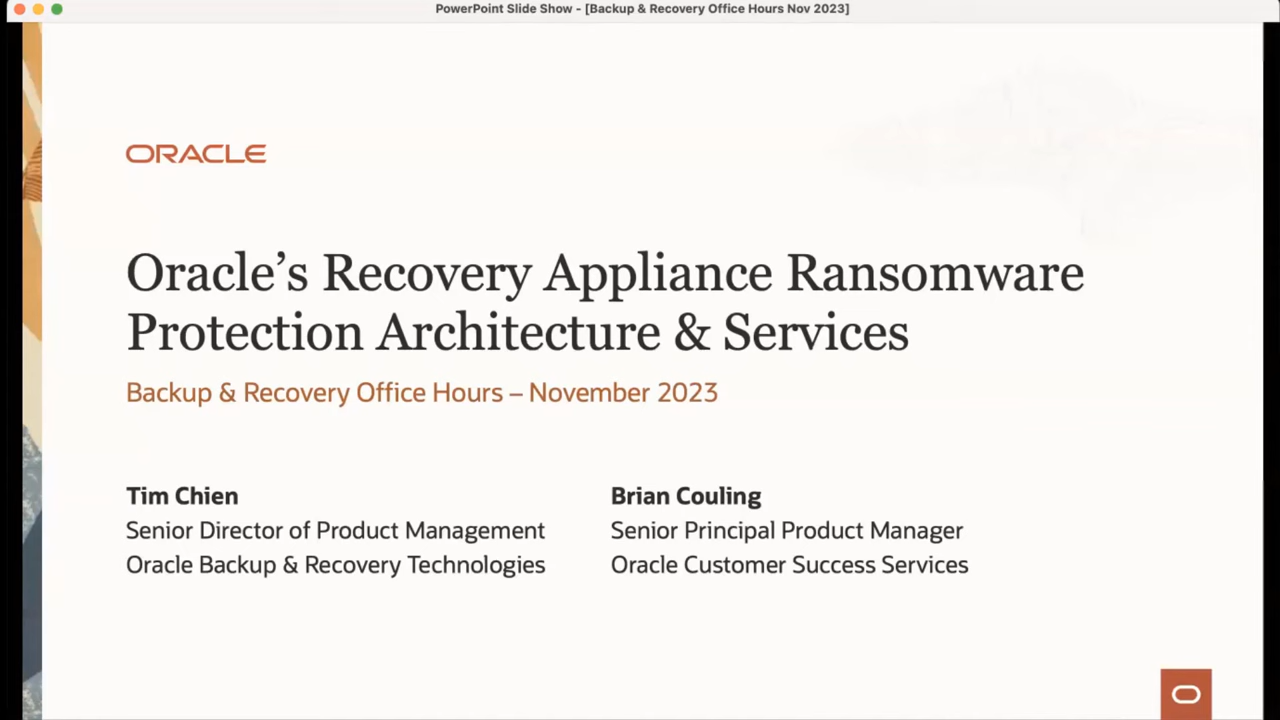 PowerPoint Slide Show - [Backup & Recovery Office Hours Nov 2023]
ORACLE
Oracle’s Recovery Appliance Ransomware
Protection Architecture & Services
Backup & Recovery Office Hours – November 2023
Tim Chien
Senior Director of Product Management
Oracle Backup & Recovery Technologies
Brian Couling
Senior Principal Product Manager
Oracle Customer Success Services